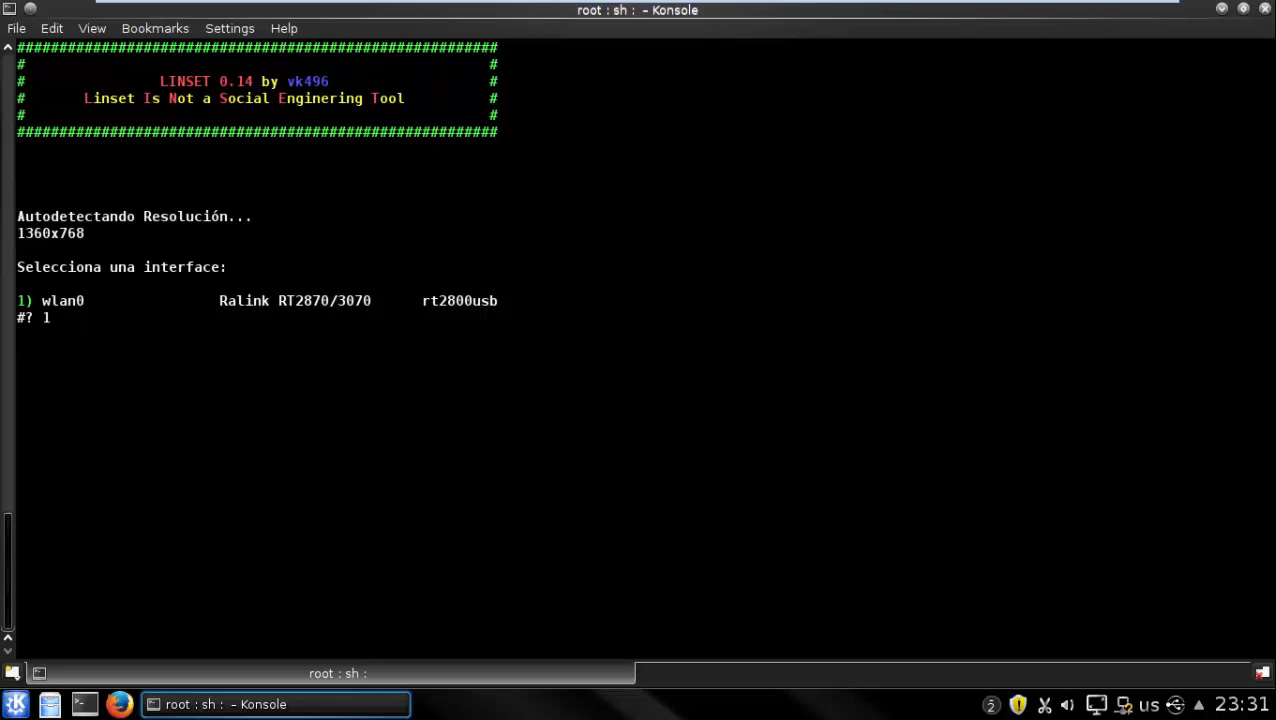 root : sh : – Konsole
File Edit View Bookmarks Settings Help
#########################################################
# #
# LINSET 0.14 by vk496 #
# Linset Is Not a Social Enginering Tool #
# #
#########################################################
Autodetectando Resolución...
1360x768
Selecciona una interface:
1) wlan0 Ralink RT2870/3070 rt2800usb
#? 1
root : sh :
root : sh : – Konsole
2 us 23:31